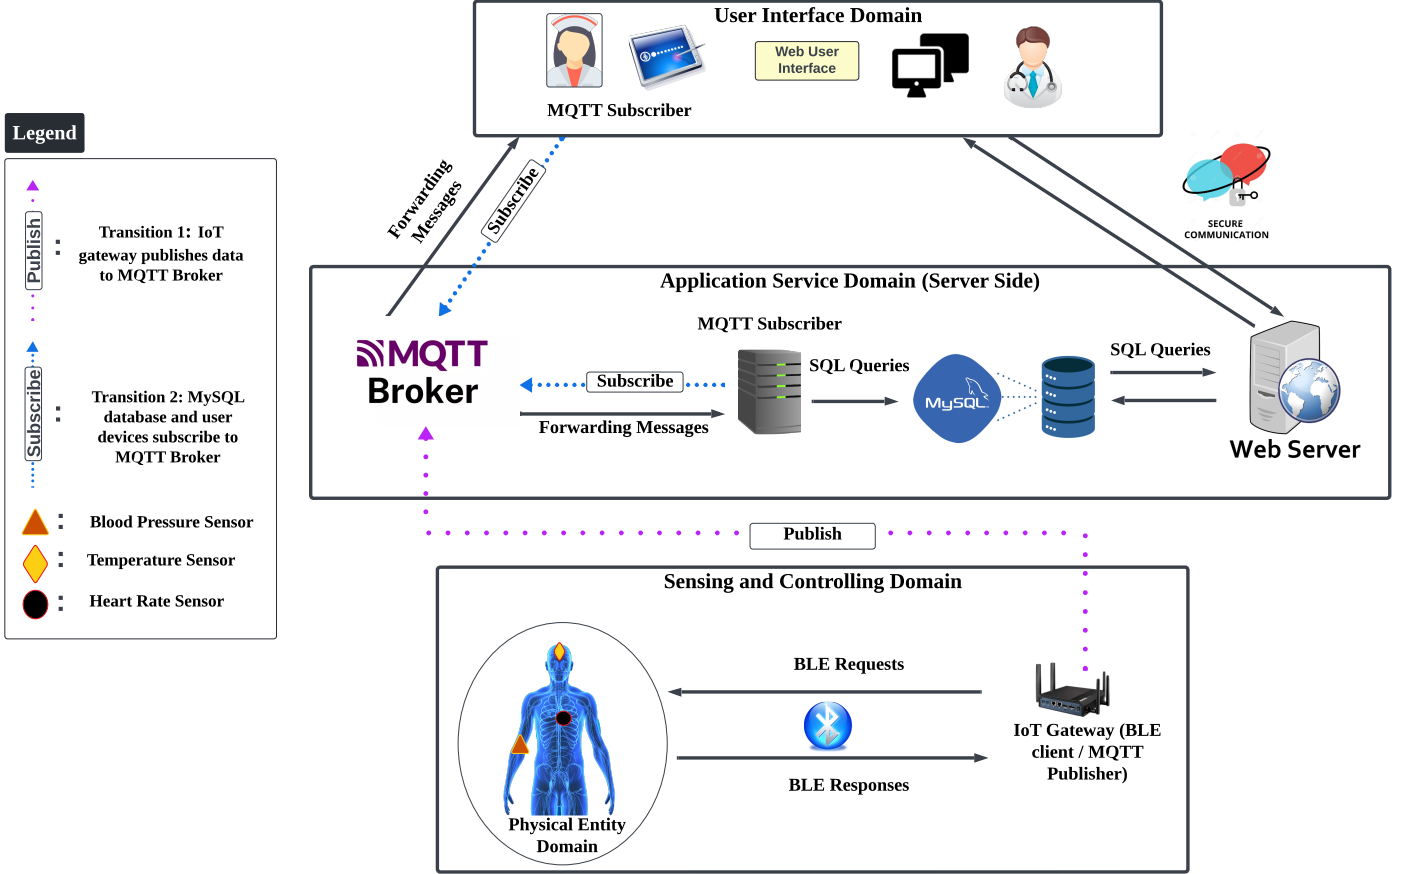 User Interface Domain
Web User
Interface
MQTT Subscriber
Legend
Publish
:
Transition 1: IoT
gateway publishes data
to MQTT Broker
Subscribe
:
Transition 2: MySQL
database and user
devices subscribe to
MQTT Broker
: Blood Pressure Sensor
: Temperature Sensor
: Heart Rate Sensor
Forwarding
Messages
Subscribe
SECURE
COMMUNICATION
Application Service Domain (Server Side)
MQTT
Broker
MQTT Subscriber
Subscribe
Forwarding Messages
SQL Queries
MySQL
SQL Queries
Web Server
Publish
Sensing and Controlling Domain
BLE Requests
BLE Responses
IoT Gateway (BLE
client / MQTT
Publisher)
Physical Entity
Domain